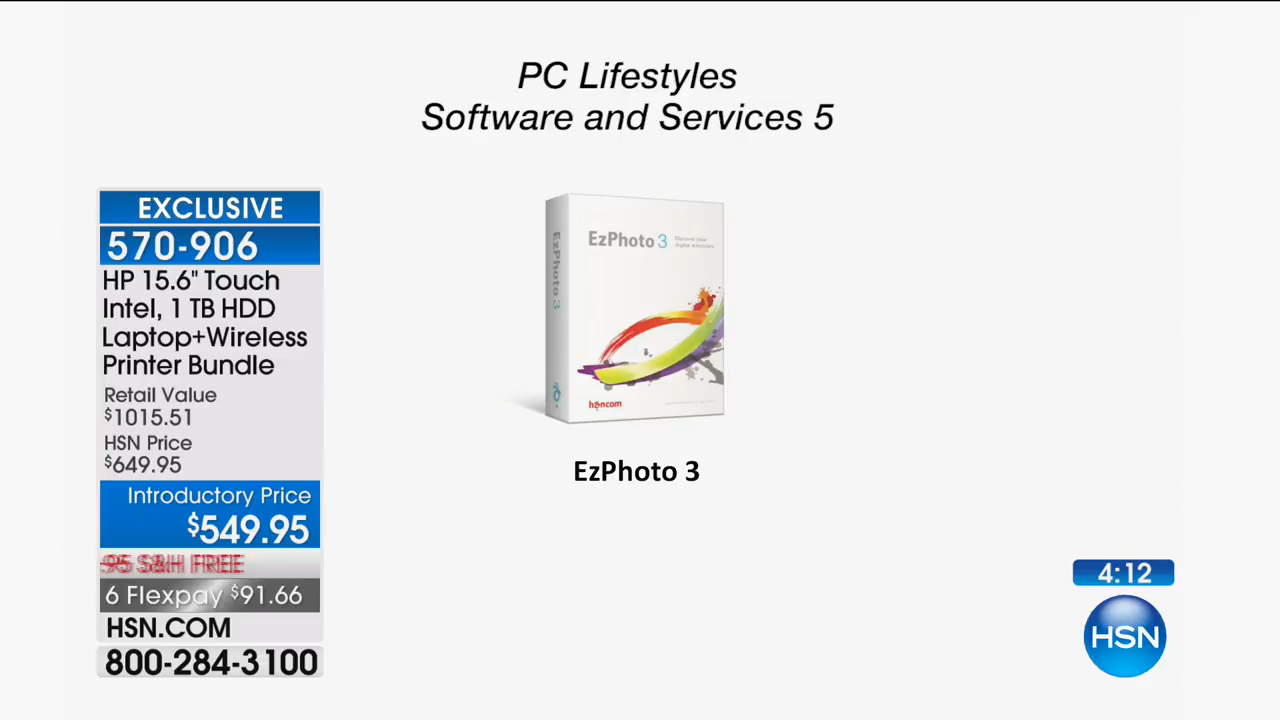 PC Lifestyles
Software and Services 5
EXCLUSIVE
570-906
HP 15.6" Touch
Intel, 1 TB HDD
Laptop+Wireless
Printer Bundle
Retail Value
$1015.51
HSN Price
$649.95
Introductory Price
$549.95
.95 S&H FREE
6 Flexpay $91.66
HSN.COM
800-284-3100
EzPhoto 3
EzPhoto 3
hancom
EzPhoto 3
4:12
HSN